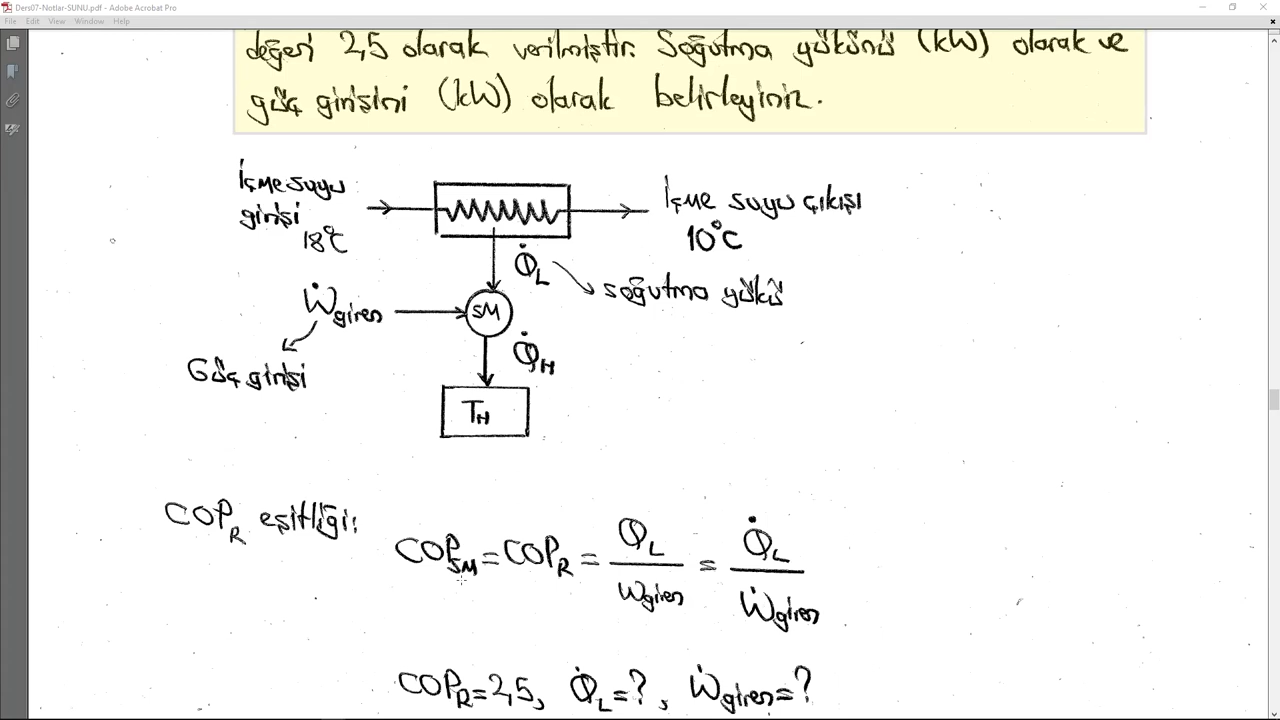 Ders07-Notlar-SUNU.pdf - Adobe Acrobat Pro
File Edit View Window Help
değeri 2,5 olarak verilmiştir. Soğutma yükünü (kW) olarak ve
güç girişini (kW) olarak belirleyiniz.
İçme suyu
girişi
18°C
İçme suyu çıkışı
10°C
Q̇L
soğutma yükü
Ẇgiren
SM
Güç girişi
Q̇H
TH
COPR eşitliği:
COPSM = COPR = QL / Wgiren = Q̇L / Ẇgiren
COPR = 2,5, Q̇L = ?, Ẇgiren = ?